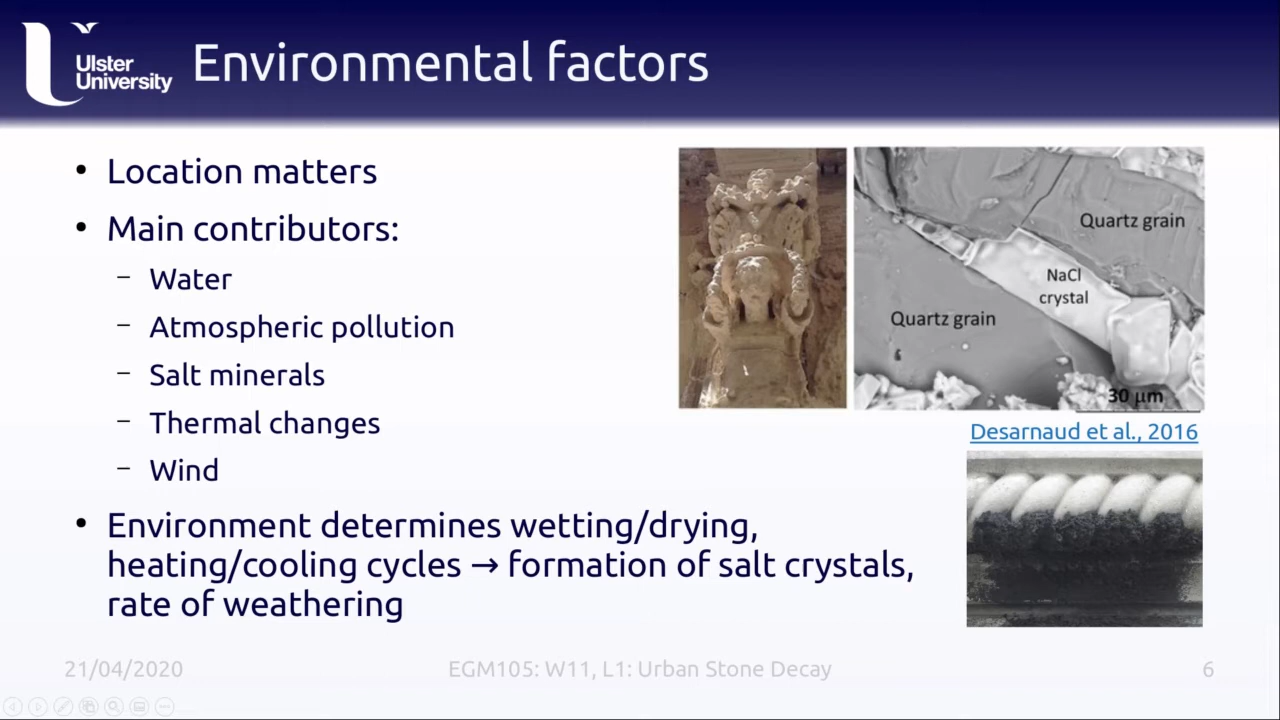 Ulster
University
Environmental factors
• Location matters
• Main contributors:
– Water
– Atmospheric pollution
– Salt minerals
– Thermal changes
– Wind
• Environment determines wetting/drying,
heating/cooling cycles → formation of salt crystals,
rate of weathering
Quartz grain
NaCl
crystal
Quartz grain
30 µm
Desarnaud et al., 2016
21/04/2020
EGM105: W11, L1: Urban Stone Decay
6